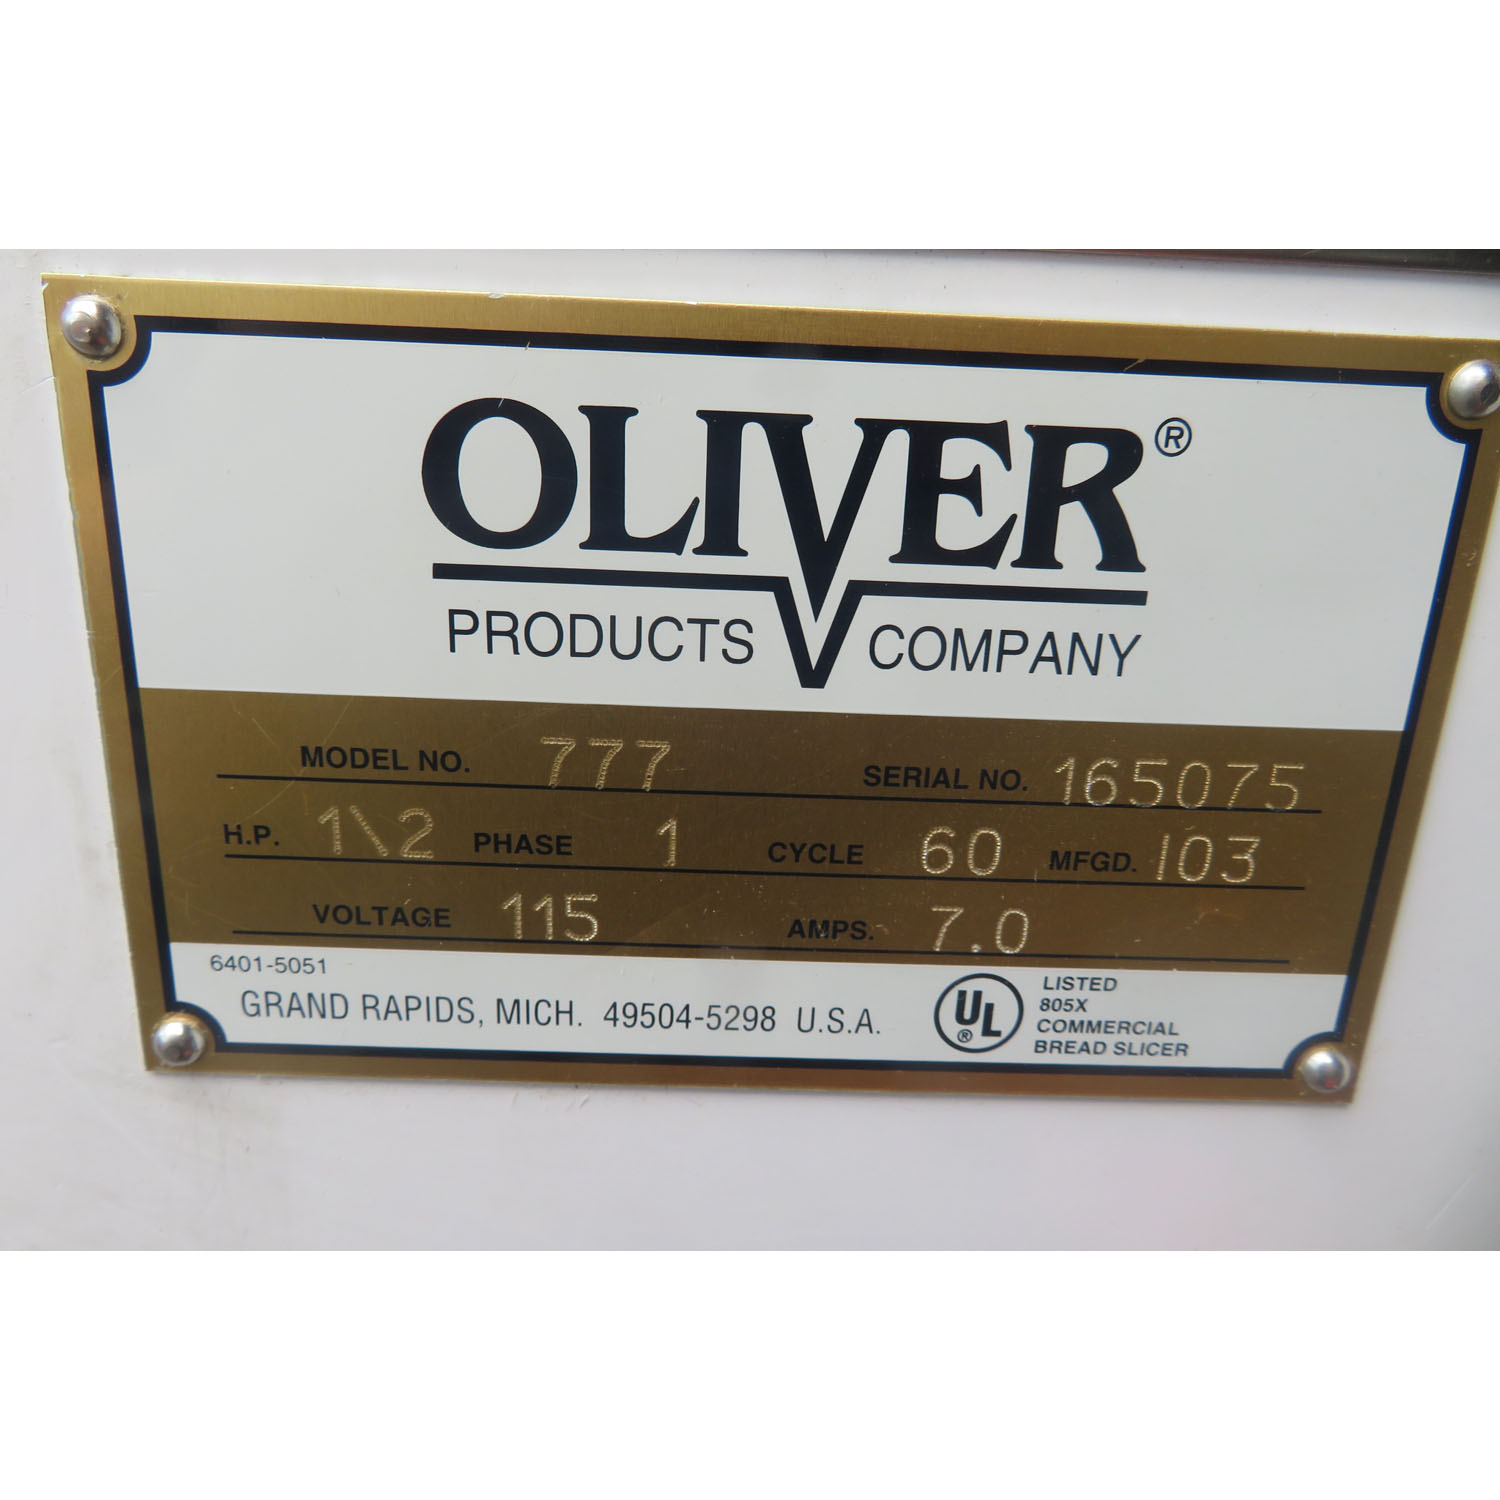 OLIVER®
PRODUCTS COMPANY
MODEL NO. 777 SERIAL NO. 165075
H.P. 1\2 PHASE 1 CYCLE 60 MFGD. 103
VOLTAGE 115 AMPS. 7.0
6401-5051
GRAND RAPIDS, MICH. 49504-5298 U.S.A.
UL®
LISTED
805X
COMMERCIAL
BREAD SLICER